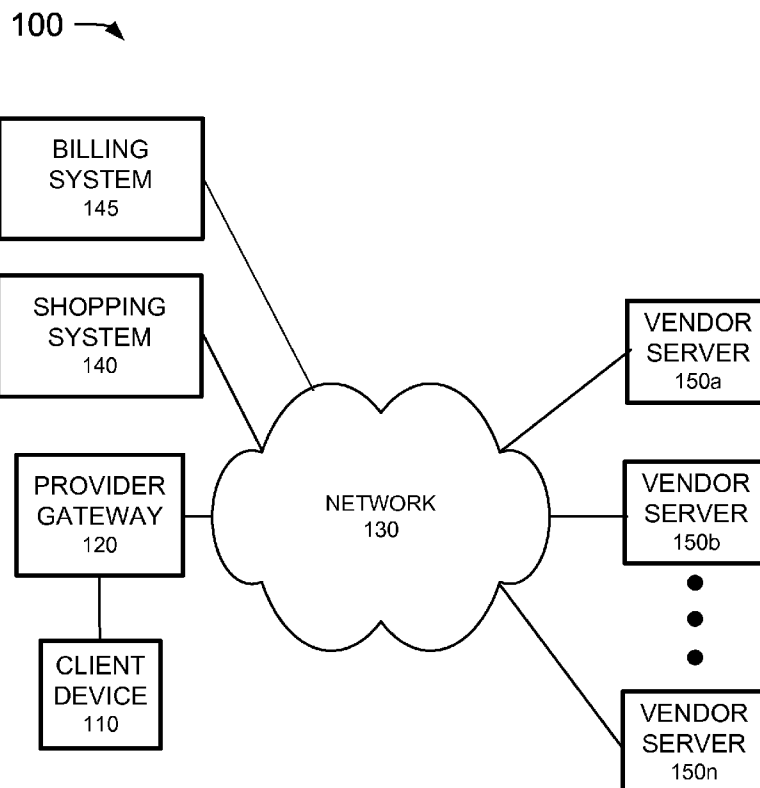 100
BILLING
SYSTEM
145
SHOPPING
SYSTEM
140
PROVIDER
GATEWAY
120
CLIENT
DEVICE
110
NETWORK
130
VENDOR
SERVER
150a
VENDOR
SERVER
150b
VENDOR
SERVER
150n